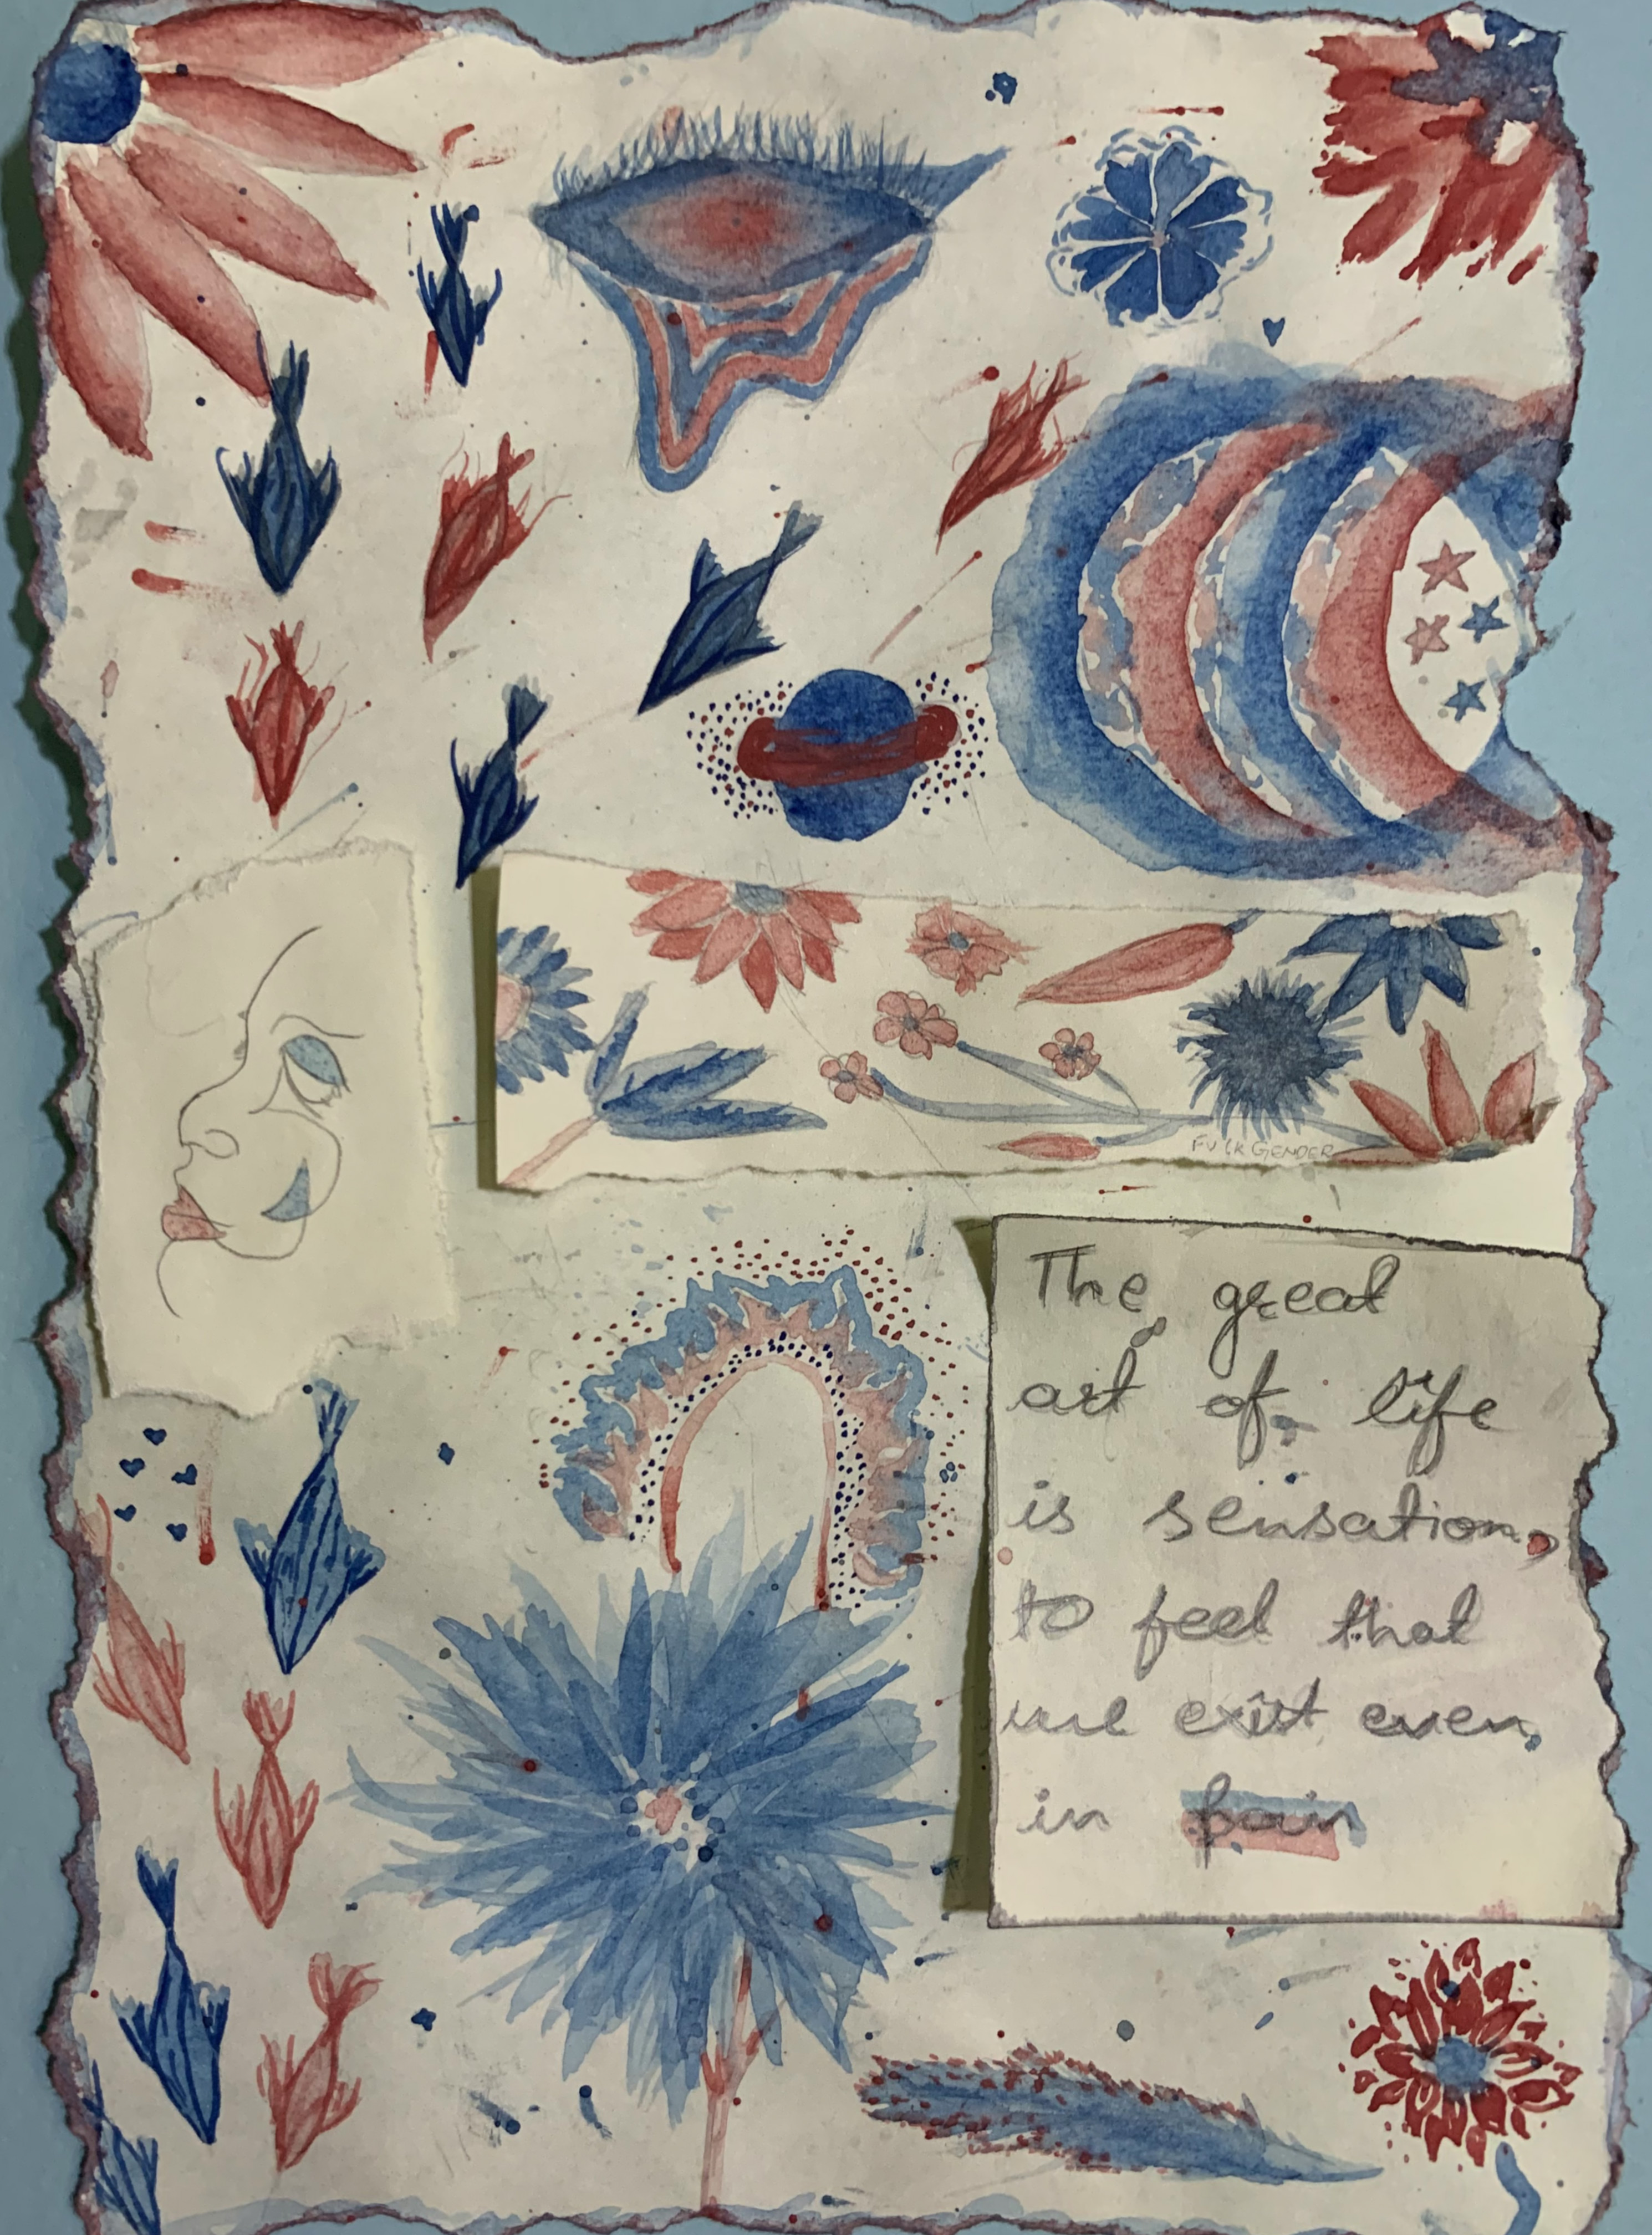 FUCK GENDER
The great
art of life
is sensation,
to feel that
we exist even
in pain